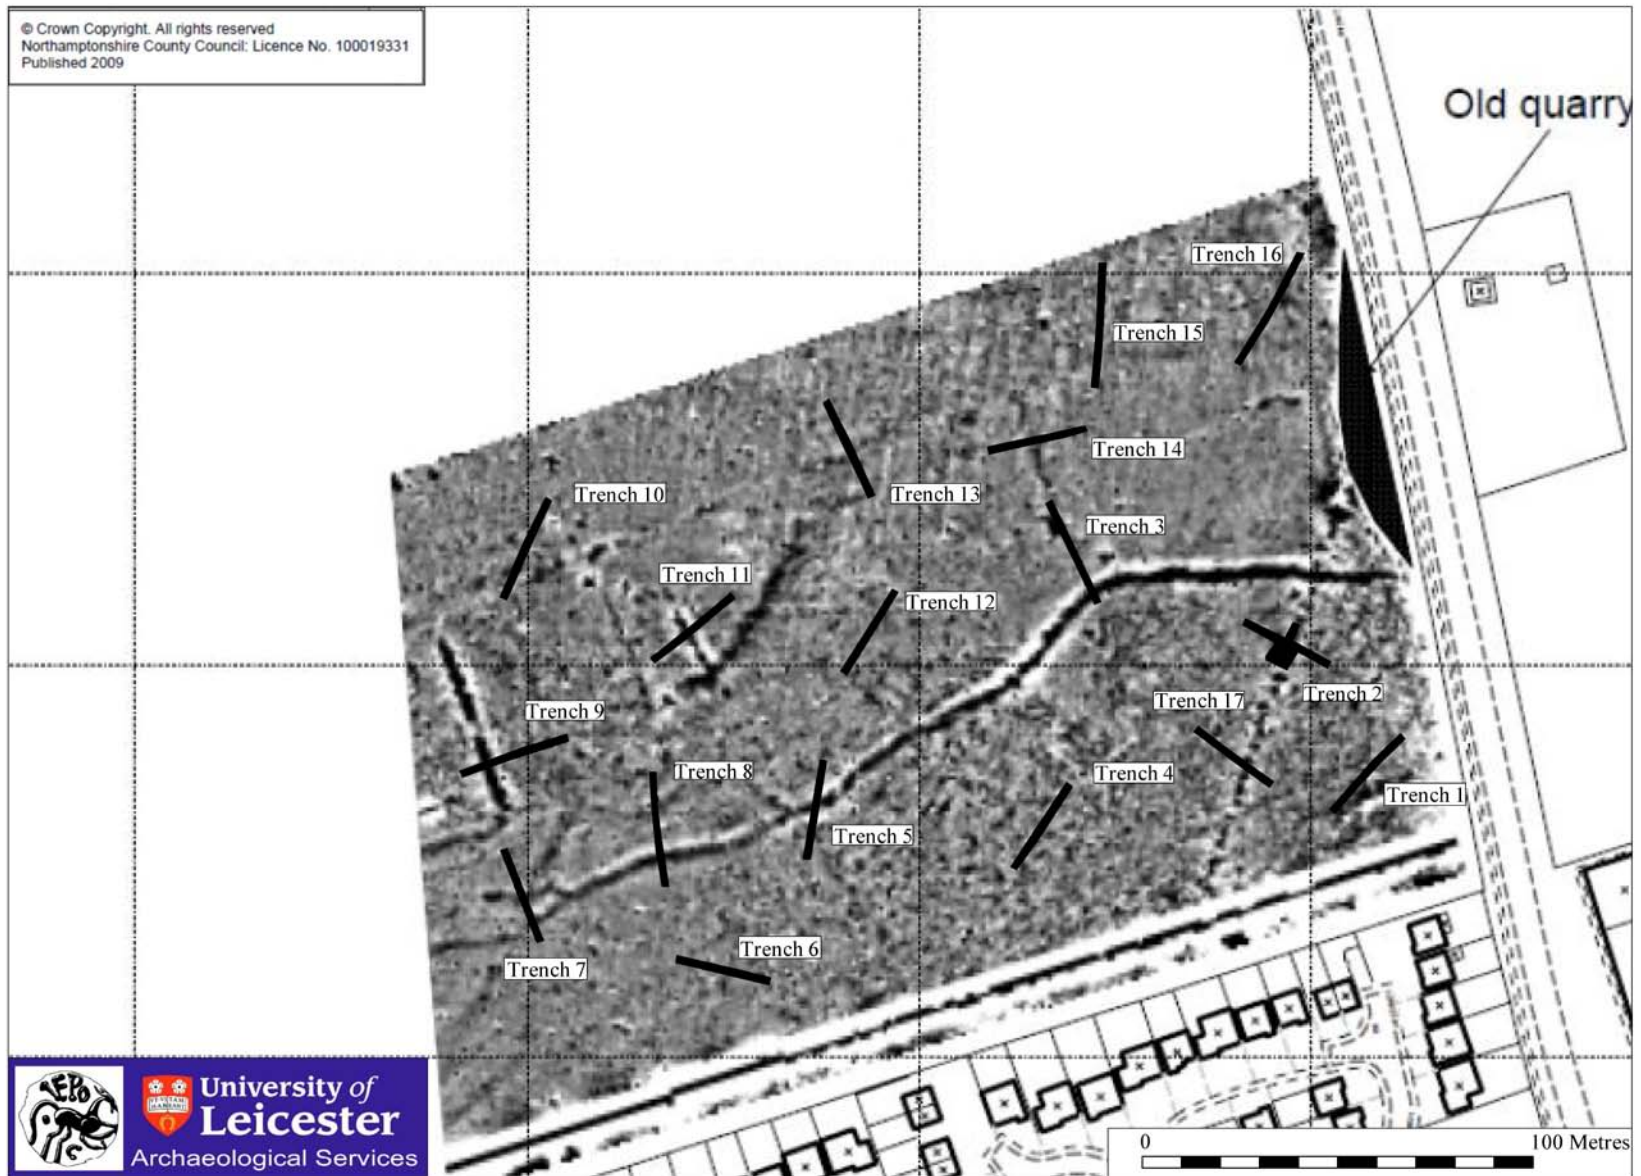 © Crown Copyright. All rights reserved
Northamptonshire County Council: Licence No. 100019331
Published 2009
Old quarry
Trench 16
Trench 15
Trench 14
Trench 10
Trench 13
Trench 3
Trench 11
Trench 12
Trench 2
Trench 17
Trench 9
Trench 8
Trench 4
Trench 1
Trench 5
Trench 6
Trench 7
University of
Leicester
Archaeological Services
0 100 Metres